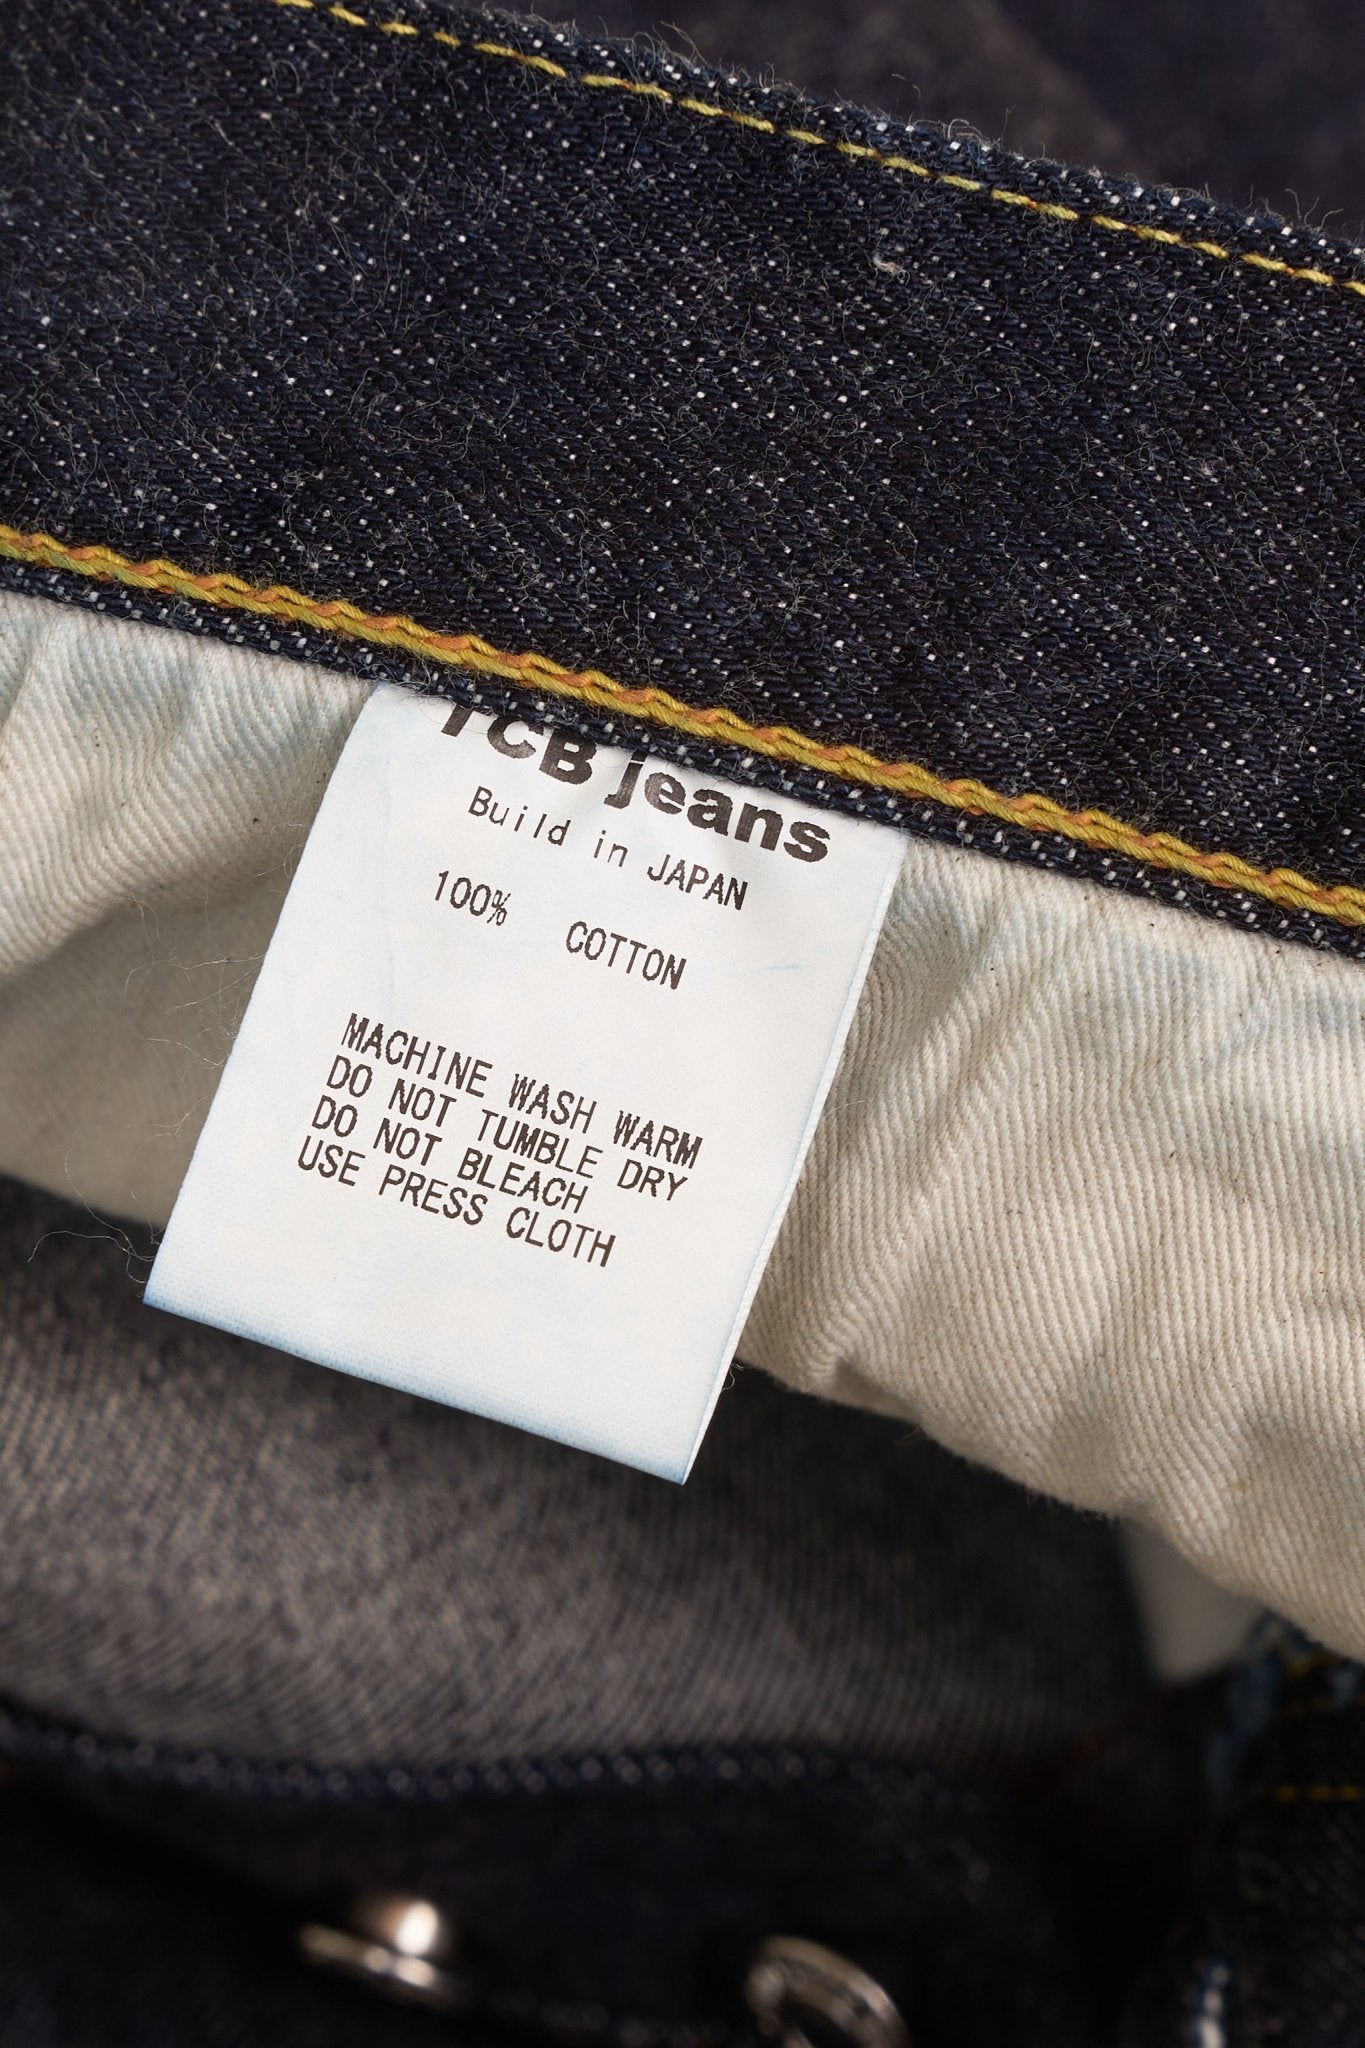 TCB jeans
Build in JAPAN
100% COTTON
MACHINE WASH WARM
DO NOT TUMBLE DRY
DO NOT BLEACH
USE PRESS CLOTH